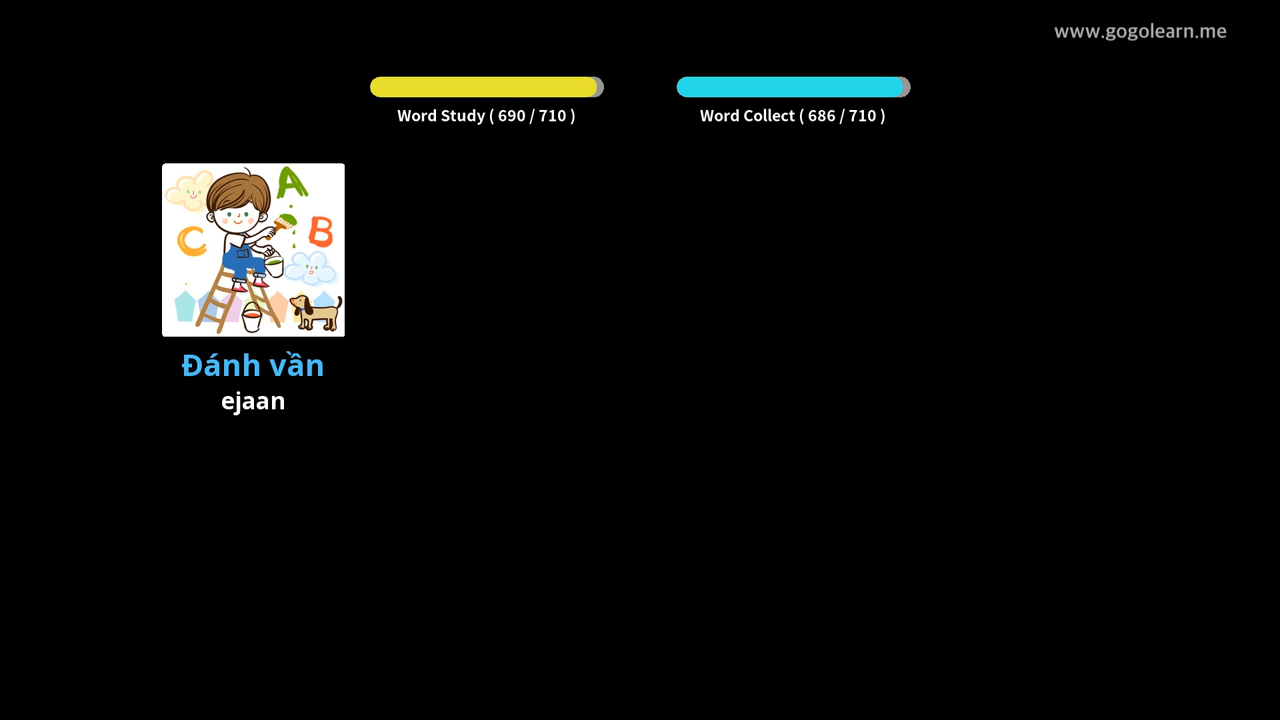 www.gogolearn.me
Word Study ( 690 / 710 )
Word Collect ( 686 / 710 )
A
B
C
Đánh vần
ejaan